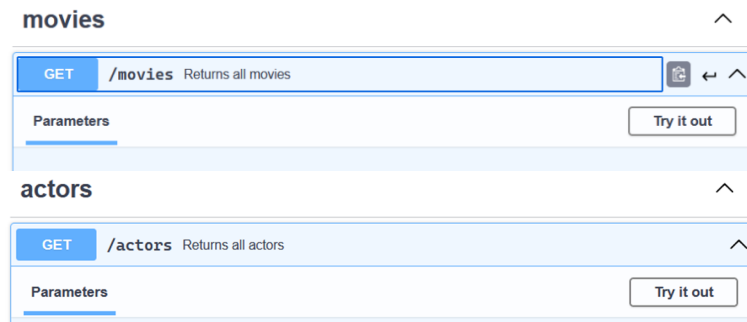 movies
GET /movies Returns all movies
Parameters Try it out
actors
GET /actors Returns all actors
Parameters Try it out